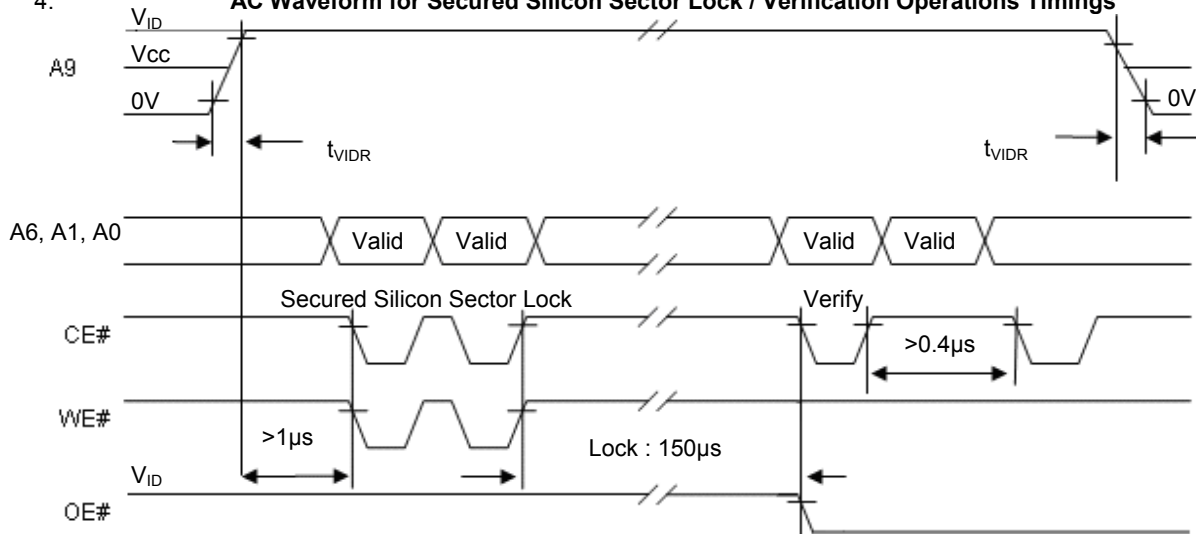 4. AC Waveform for Secured Silicon Sector Lock / Verification Operations Timings
VID
Vcc
A9
0V
0V
tVIDR
tVIDR
A6, A1, A0
Valid
Valid
Valid
Valid
Secured Silicon Sector Lock
Verify
CE#
>0.4µs
WE#
>1µs
Lock : 150µs
VID
OE#